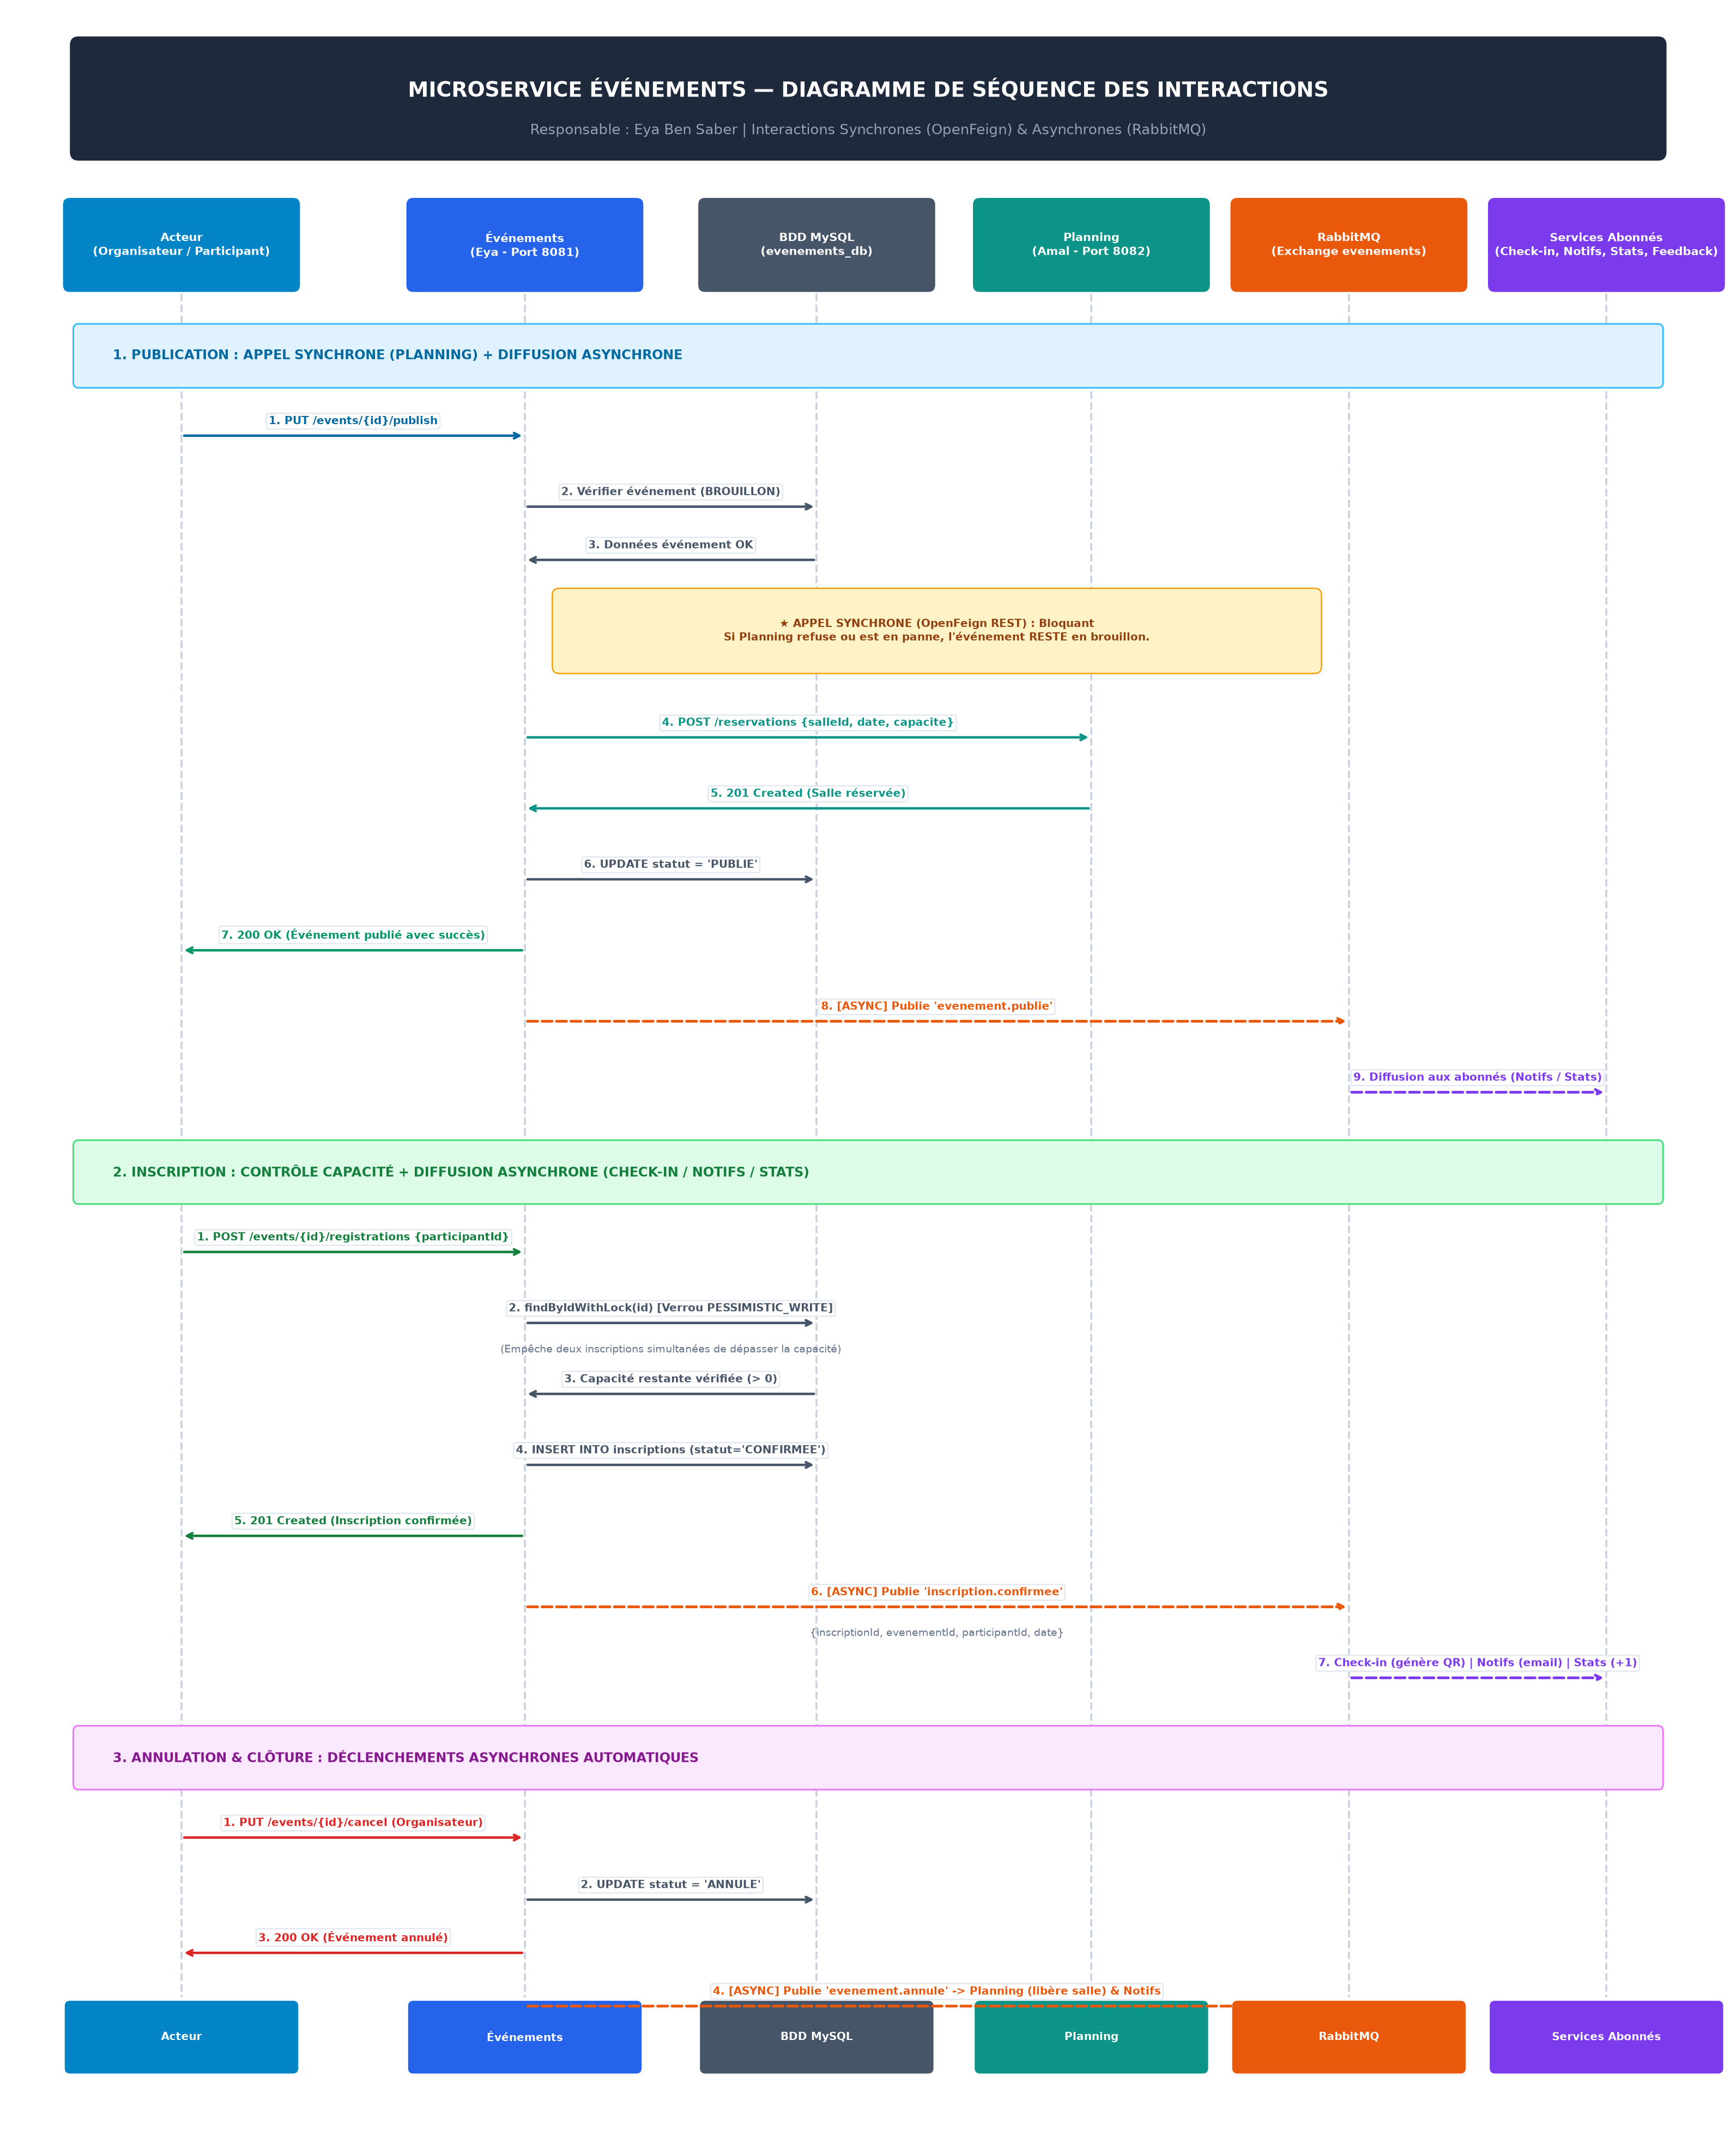 MICROSERVICE ÉVÉNEMENTS — DIAGRAMME DE SÉQUENCE DES INTERACTIONS
Responsable : Eya Ben Saber | Interactions Synchrones (OpenFeign) & Asynchrones (RabbitMQ)
Acteur
(Organisateur / Participant)
Événements
(Eya - Port 8081)
BDD MySQL
(evenements_db)
Planning
(Amal - Port 8082)
RabbitMQ
(Exchange evenements)
Services Abonnés
(Check-in, Notifs, Stats, Feedback)
1. PUBLICATION : APPEL SYNCHRONE (PLANNING) + DIFFUSION ASYNCHRONE
1. PUT /events/{id}/publish
2. Vérifier événement (BROUILLON)
3. Données événement OK
★ APPEL SYNCHRONE (OpenFeign REST) : Bloquant
Si Planning refuse ou est en panne, l'événement RESTE en brouillon.
4. POST /reservations {salleId, date, capacite}
5. 201 Created (Salle réservée)
6. UPDATE statut = 'PUBLIE'
7. 200 OK (Événement publié avec succès)
8. [ASYNC] Publie 'evenement.publie'
9. Diffusion aux abonnés (Notifs / Stats)
2. INSCRIPTION : CONTRÔLE CAPACITÉ + DIFFUSION ASYNCHRONE (CHECK-IN / NOTIFS / STATS)
1. POST /events/{id}/registrations {participantId}
2. findByIdWithLock(id) [Verrou PESSIMISTIC_WRITE]
(Empêche deux inscriptions simultanées de dépasser la capacité)
3. Capacité restante vérifiée (> 0)
4. INSERT INTO inscriptions (statut='CONFIRMEE')
5. 201 Created (Inscription confirmée)
6. [ASYNC] Publie 'inscription.confirmee'
{inscriptionId, evenementId, participantId, date}
7. Check-in (génère QR) | Notifs (email) | Stats (+1)
3. ANNULATION & CLÔTURE : DÉCLENCHEMENTS ASYNCHRONES AUTOMATIQUES
1. PUT /events/{id}/cancel (Organisateur)
2. UPDATE statut = 'ANNULE'
3. 200 OK (Événement annulé)
4. [ASYNC] Publie 'evenement.annule' -> Planning (libère salle) & Notifs
Acteur
Événements
BDD MySQL
Planning
RabbitMQ
Services Abonnés